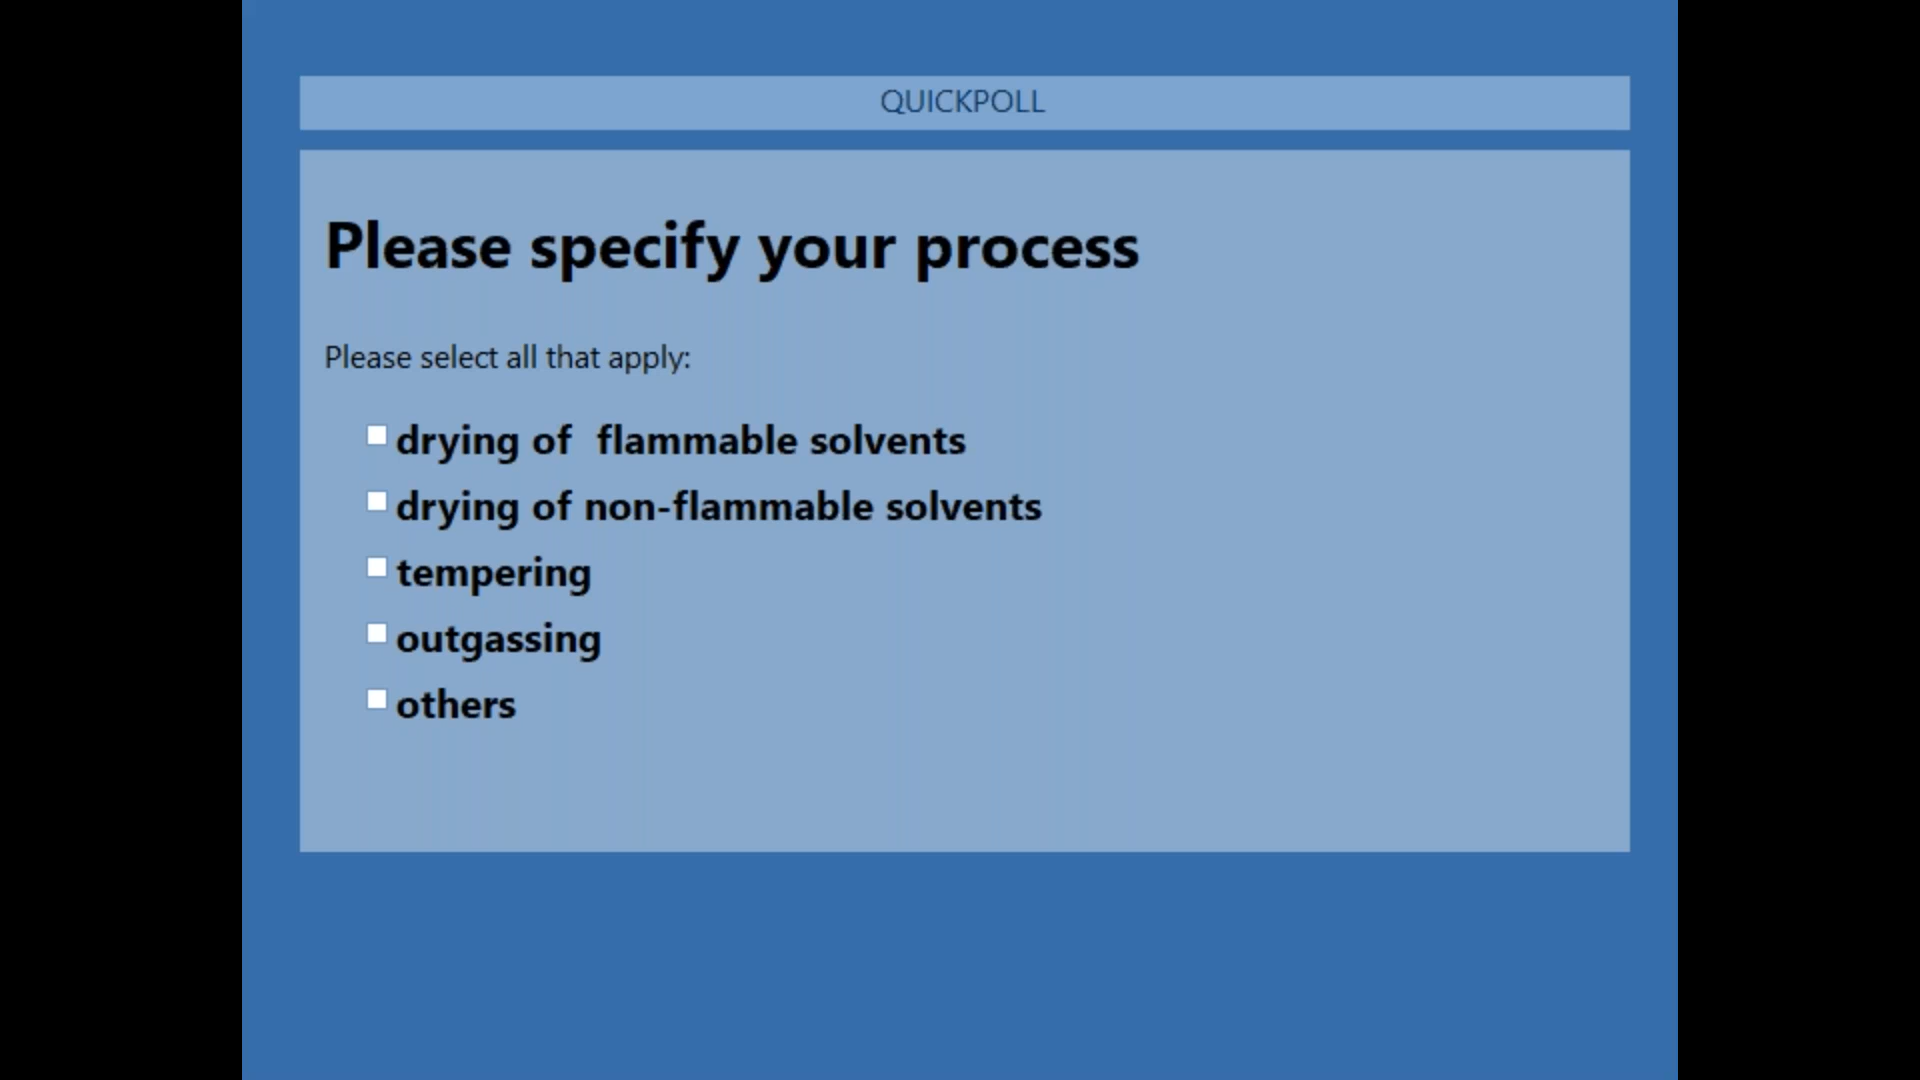 QUICKPOLL
Please specify your process
Please select all that apply:
drying of  flammable solvents
drying of non-flammable solvents
tempering
outgassing
others